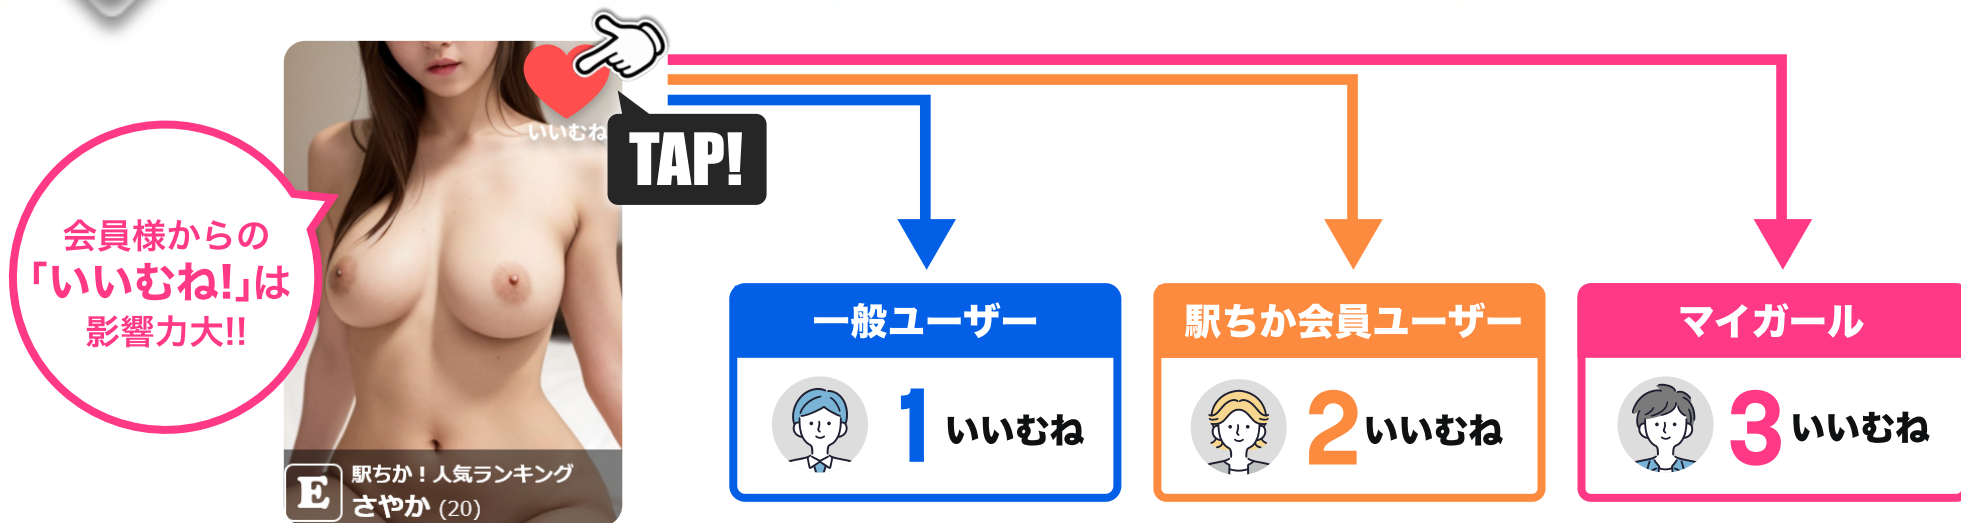 いいむね
TAP!
会員様からの
「いいむね!」は
影響力大!!
E
駅ちか！人気ランキング
さやか (20)
一般ユーザー
1 いいむね
駅ちか会員ユーザー
2 いいむね
マイガール
3 いいむね